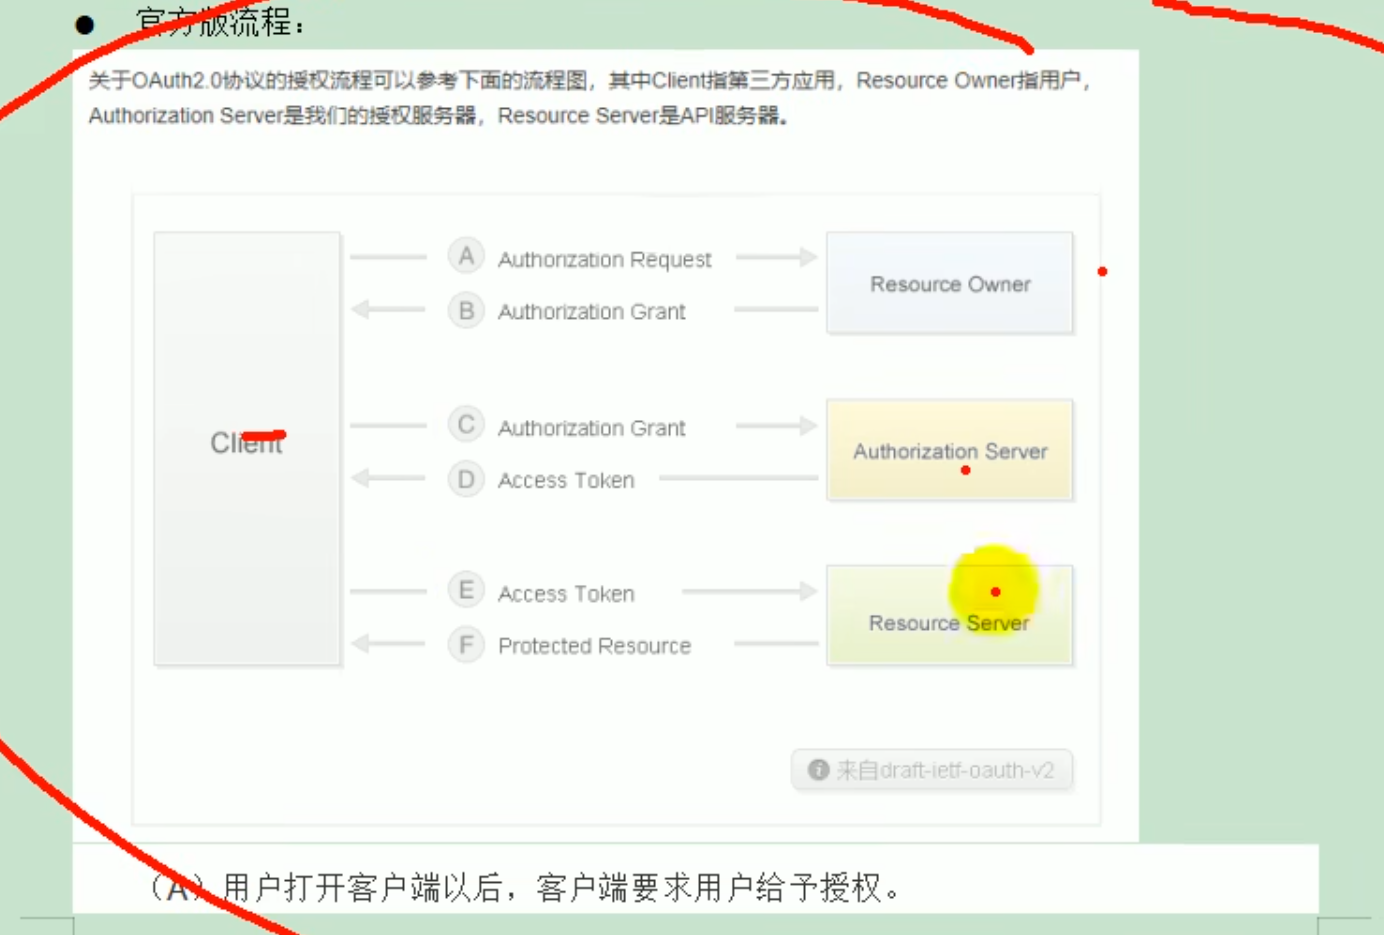 ● 官方版流程：
关于OAuth2.0协议的授权流程可以参考下面的流程图，其中Client指第三方应用，Resource Owner指用户，
Authorization Server是我们的授权服务器，Resource Server是API服务器。
Client
A Authorization Request
Resource Owner
B Authorization Grant
C Authorization Grant
Authorization Server
D Access Token
E Access Token
Resource Server
F Protected Resource
来自draft-ietf-oauth-v2
（A）用户打开客户端以后，客户端要求用户给予授权。